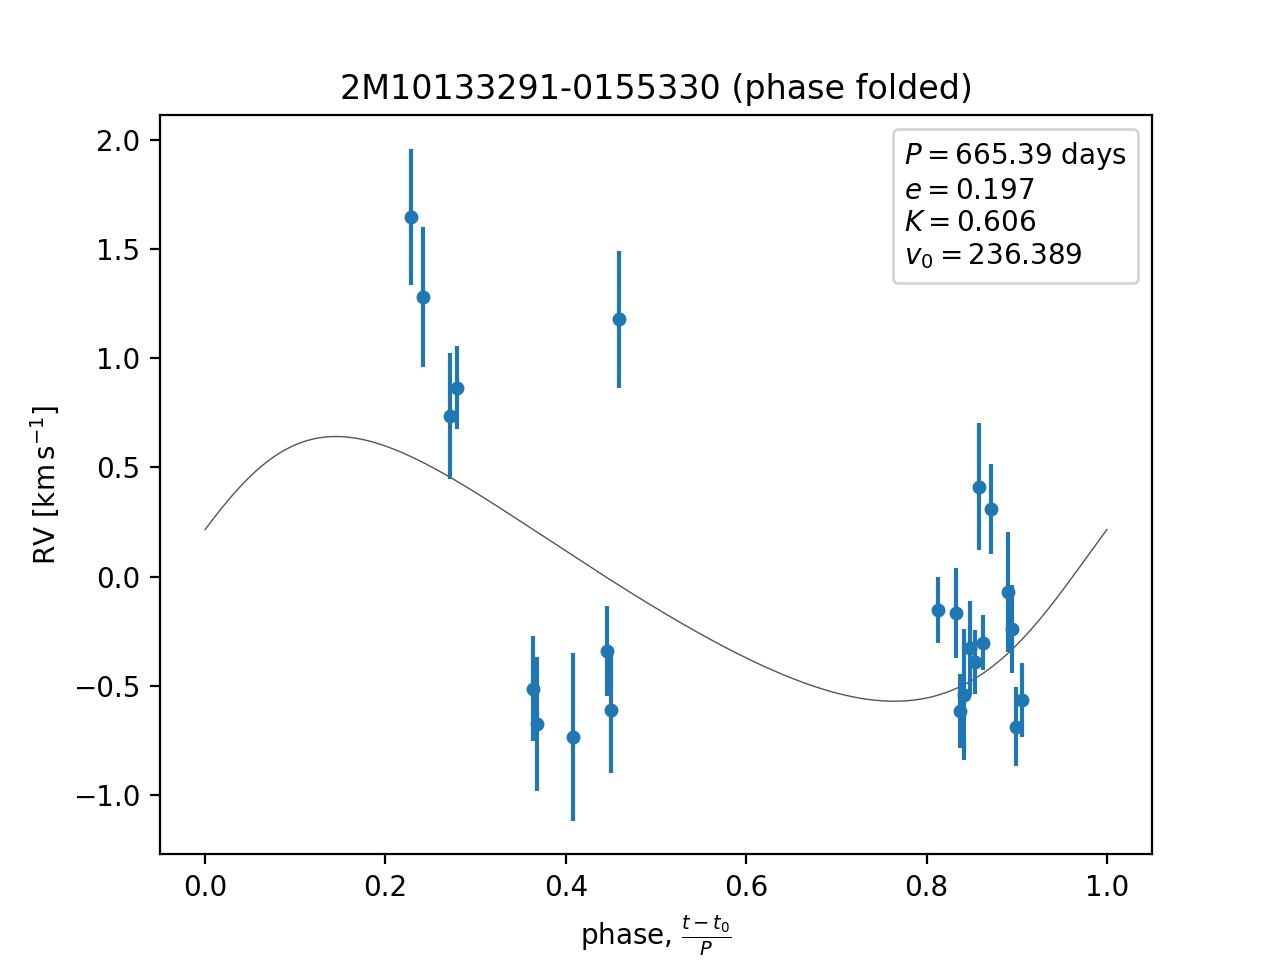 2M10133291-0155330 (phase folded)
P = 665.39 days
e = 0.197
K = 0.606
v₀ = 236.389
2.0
1.5
1.0
0.5
0.0
−0.5
−1.0
RV [km s⁻¹]
0.0 0.2 0.4 0.6 0.8 1.0
phase, (t − t₀)/P